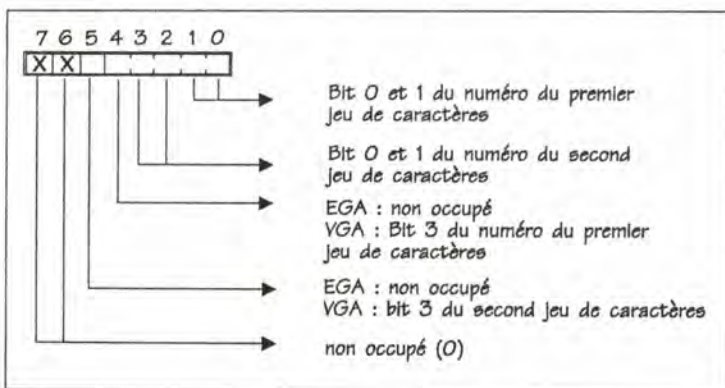 7 6 5 4 3 2 1 0
X X
Bit 0 et 1 du numéro du premier
jeu de caractères
Bit 0 et 1 du numéro du second
jeu de caractères
EGA : non occupé
VGA : Bit 3 du numéro du premier
jeu de caractères
EGA : non occupé
VGA : bit 3 du second jeu de caractères
non occupé (0)